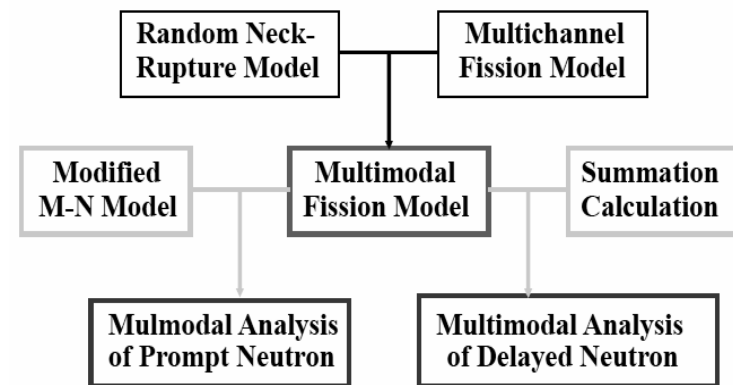 Random Neck-
Rupture Model
Multichannel
Fission Model
Modified
M-N Model
Multimodal
Fission Model
Summation
Calculation
Mulmodal Analysis
of Prompt Neutron
Multimodal Analysis
of Delayed Neutron